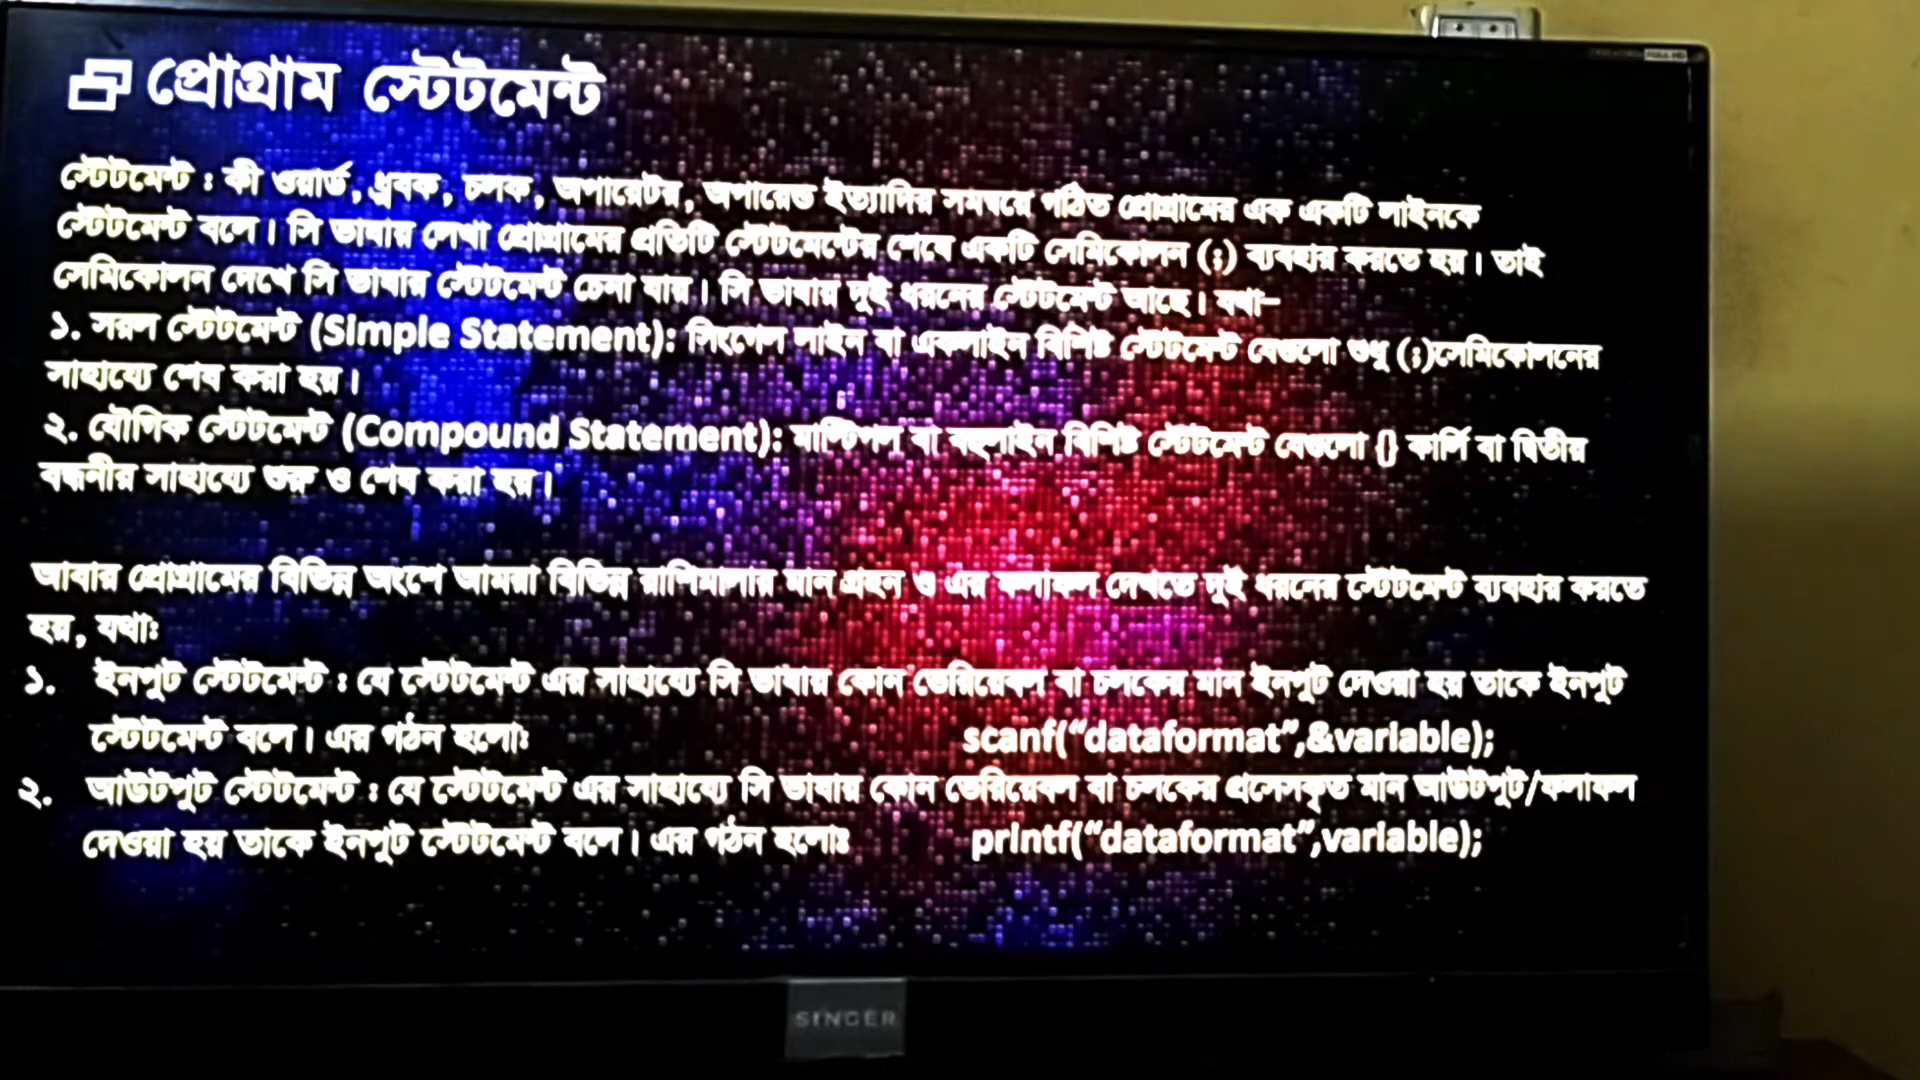 প্রোগ্রাম স্টেটমেন্ট
স্টেটমেন্ট : কী ওয়ার্ড, ধ্রুবক, চলক, অপারেটর, অপারেন্ড ইত্যাদির সমন্বয়ে গঠিত প্রোগ্রামের এক একটি লাইনকে
স্টেটমেন্ট বলে। সি ভাষায় লেখা প্রোগ্রামের প্রতিটি স্টেটমেন্টের শেষে একটি সেমিকোলন (;) ব্যবহার করতে হয়। তাই
সেমিকোলন দেখে সি ভাষার স্টেটমেন্ট চেনা যায়। সি ভাষায় দুই ধরনের স্টেটমেন্ট আছে। যথা–
১. সরল স্টেটমেন্ট (Simple Statement): সিংগেল লাইন বা একলাইন বিশিষ্ট স্টেটমেন্ট যেগুলো শুধু (;)সেমিকোলনের
সাহায্যে শেষ করা হয়।
২. যৌগিক স্টেটমেন্ট (Compound Statement): মাল্টিপল বা বহুলাইন বিশিষ্ট স্টেটমেন্ট যেগুলো {} কার্লি বা দ্বিতীয়
বন্ধনীর সাহায্যে শুরু ও শেষ করা হয়।
আবার প্রোগ্রামের বিভিন্ন অংশে আমরা বিভিন্ন রাশিমালার মান গ্রহন ও এর ফলাফল দেখতে দুই ধরনের স্টেটমেন্ট ব্যবহার করতে
হয়, যথাঃ
১. ইনপুট স্টেটমেন্ট : যে স্টেটমেন্ট এর সাহায্যে সি ভাষায় কোন ভেরিয়েবল বা চলকের মান ইনপুট দেওয়া হয় তাকে ইনপুট
স্টেটমেন্ট বলে। এর গঠন হলোঃ scanf(“dataformat”,&variable);
২. আউটপুট স্টেটমেন্ট : যে স্টেটমেন্ট এর সাহায্যে সি ভাষায় কোন ভেরিয়েবল বা চলকের প্রসেসকৃত মান আউটপুট/ফলাফল
দেওয়া হয় তাকে ইনপুট স্টেটমেন্ট বলে। এর গঠন হলোঃ printf(“dataformat”,variable);
SINGER